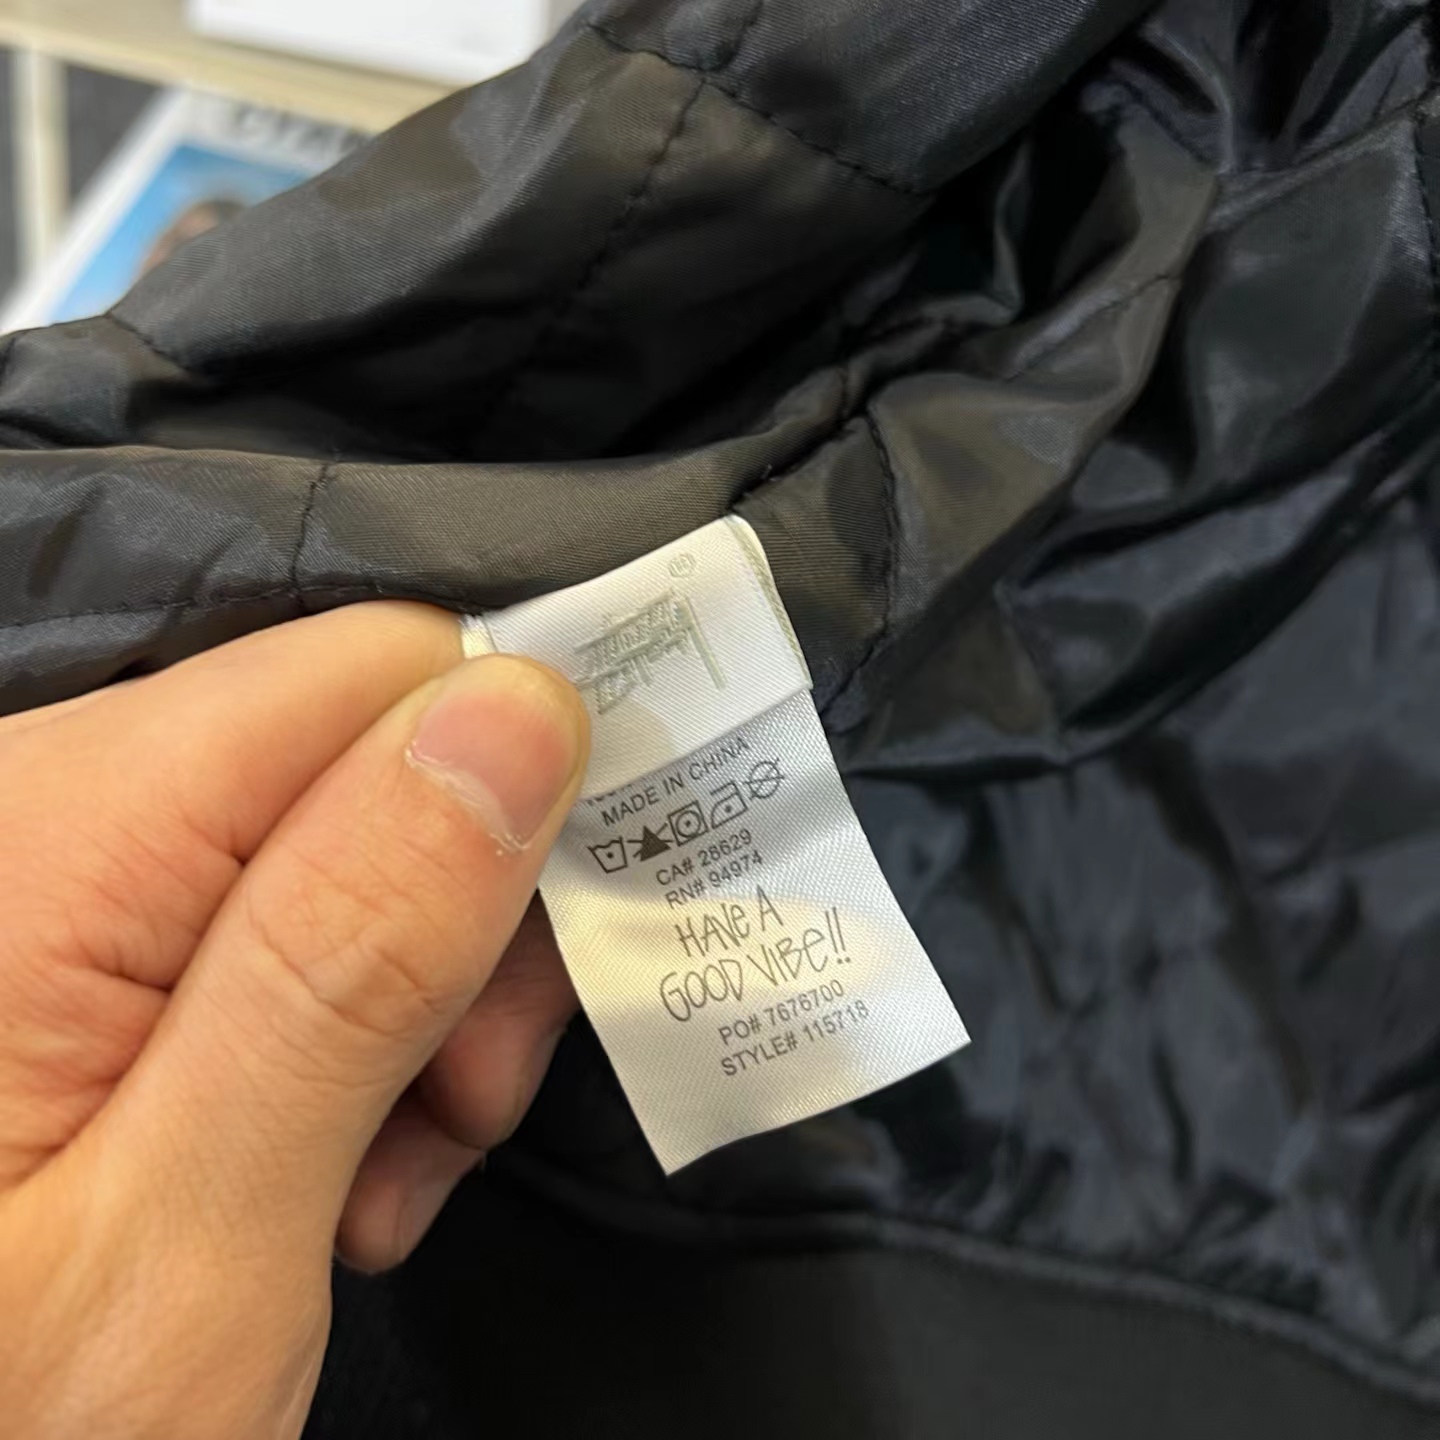 MADE IN CHINA
CA# 28629
RN# 94974
HAVE A
GOOD VIBe!!
PO# 7676700
STYLE# 115718